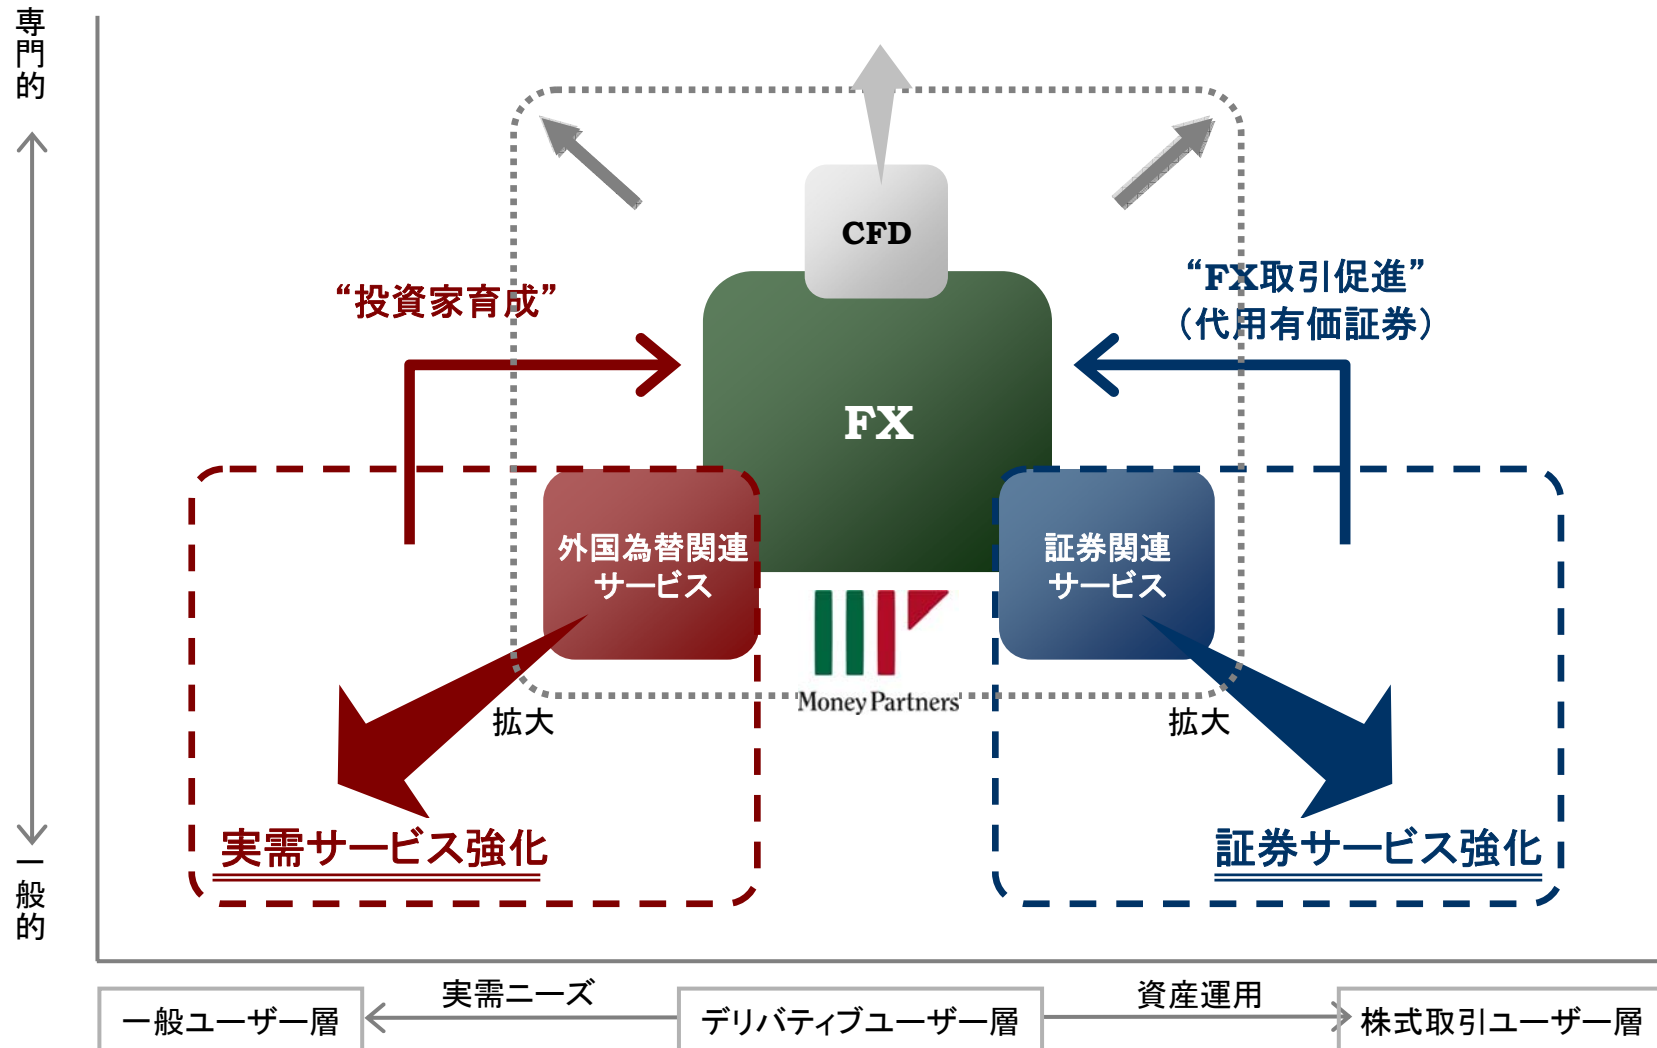 専門的
CFD
“FX取引促進”
（代用有価証券）
“投資家育成”
FX
外国為替関連
サービス
証券関連
サービス
Money Partners
拡大
拡大
実需サービス強化
証券サービス強化
一般的
実需ニーズ
資産運用
一般ユーザー層
デリバティブユーザー層
株式取引ユーザー層